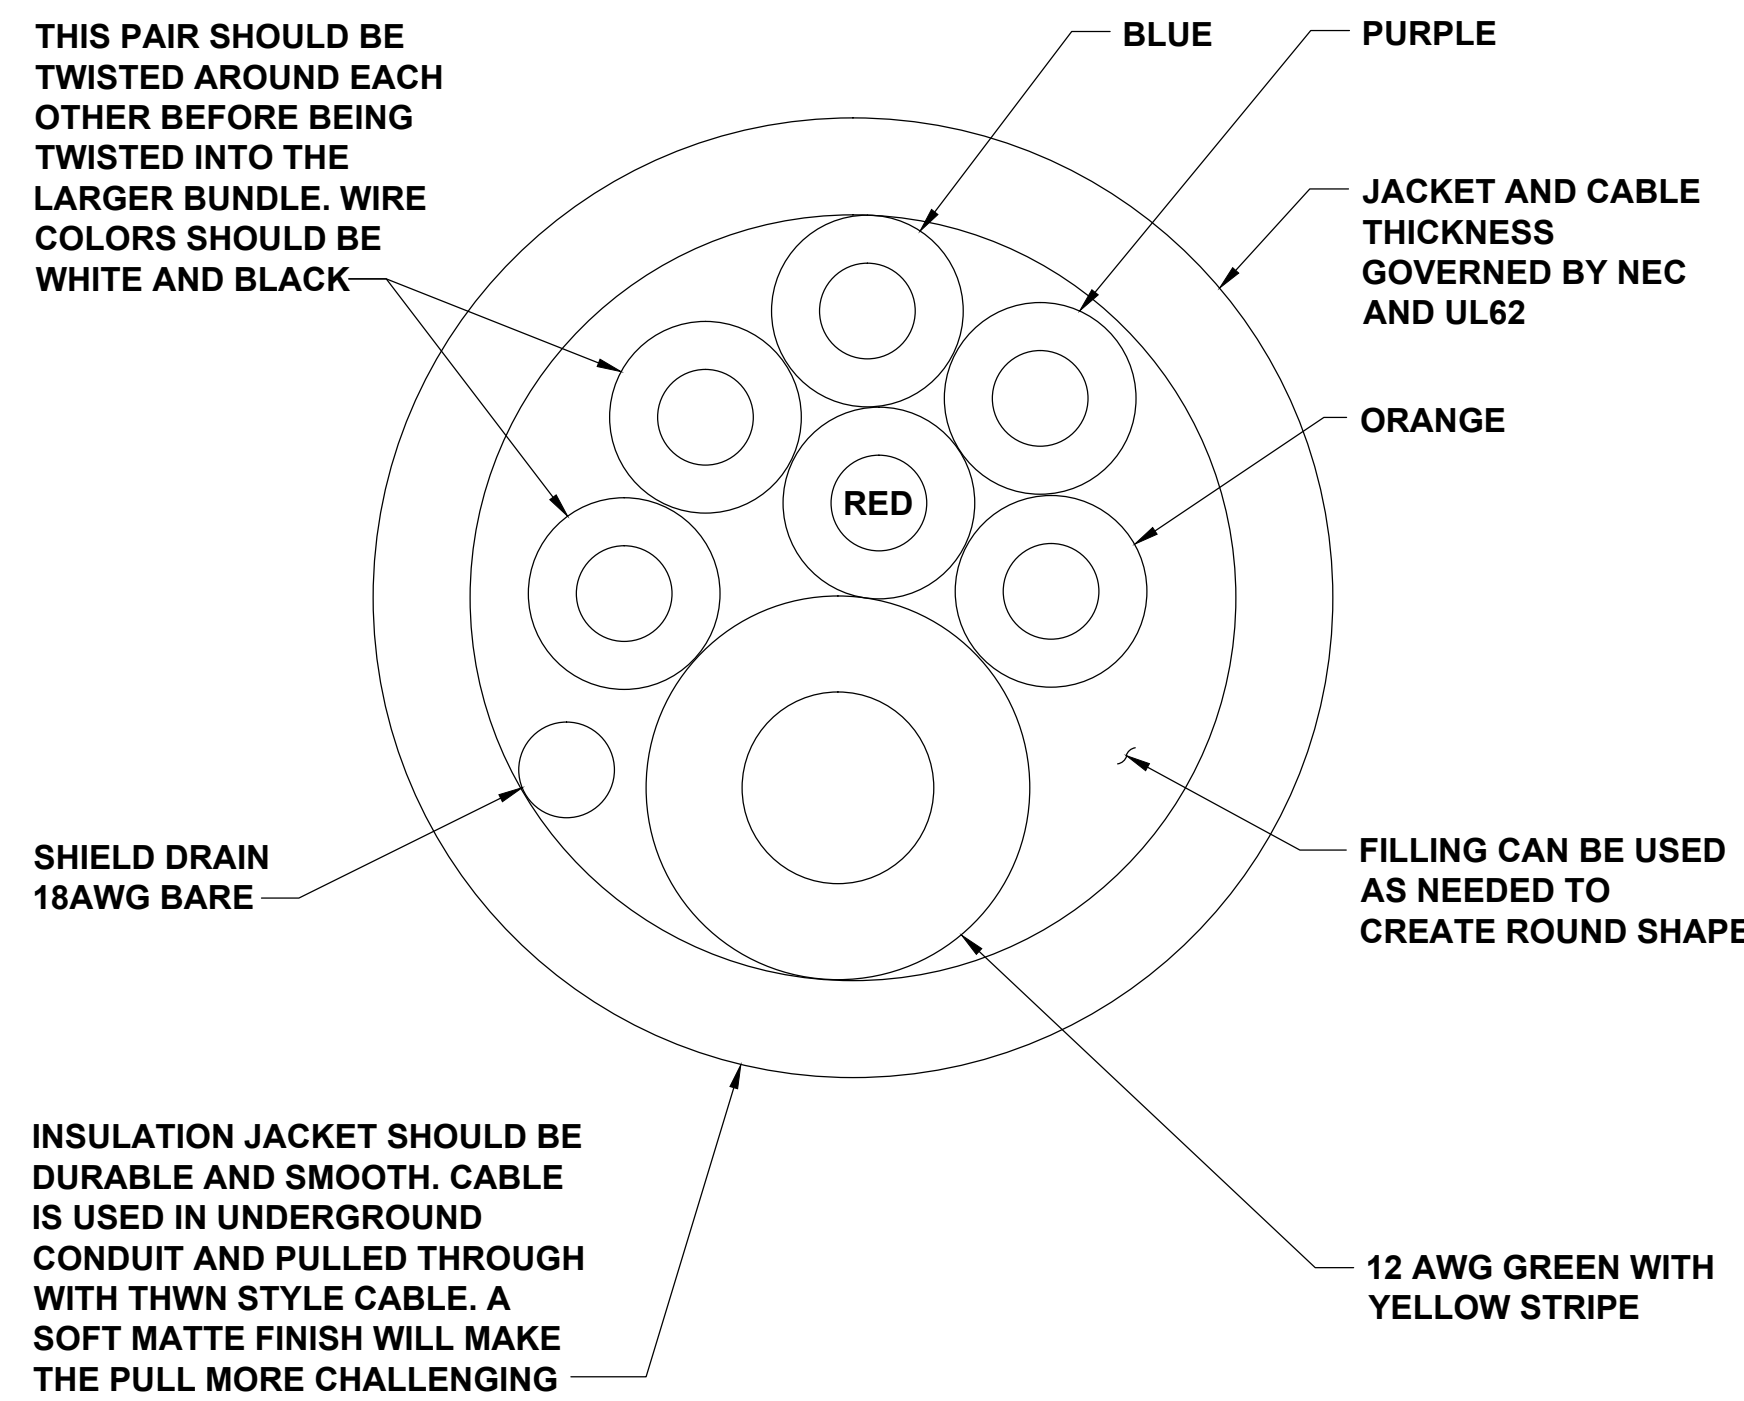 THIS PAIR SHOULD BE
TWISTED AROUND EACH
OTHER BEFORE BEING
TWISTED INTO THE
LARGER BUNDLE. WIRE
COLORS SHOULD BE
WHITE AND BLACK
BLUE
PURPLE
JACKET AND CABLE
THICKNESS
GOVERNED BY NEC
AND UL62
ORANGE
RED
SHIELD DRAIN
18AWG BARE
FILLING CAN BE USED
AS NEEDED TO
CREATE ROUND SHAPE
INSULATION JACKET SHOULD BE
DURABLE AND SMOOTH. CABLE
IS USED IN UNDERGROUND
CONDUIT AND PULLED THROUGH
WITH THWN STYLE CABLE. A
SOFT MATTE FINISH WILL MAKE
THE PULL MORE CHALLENGING
12 AWG GREEN WITH
YELLOW STRIPE